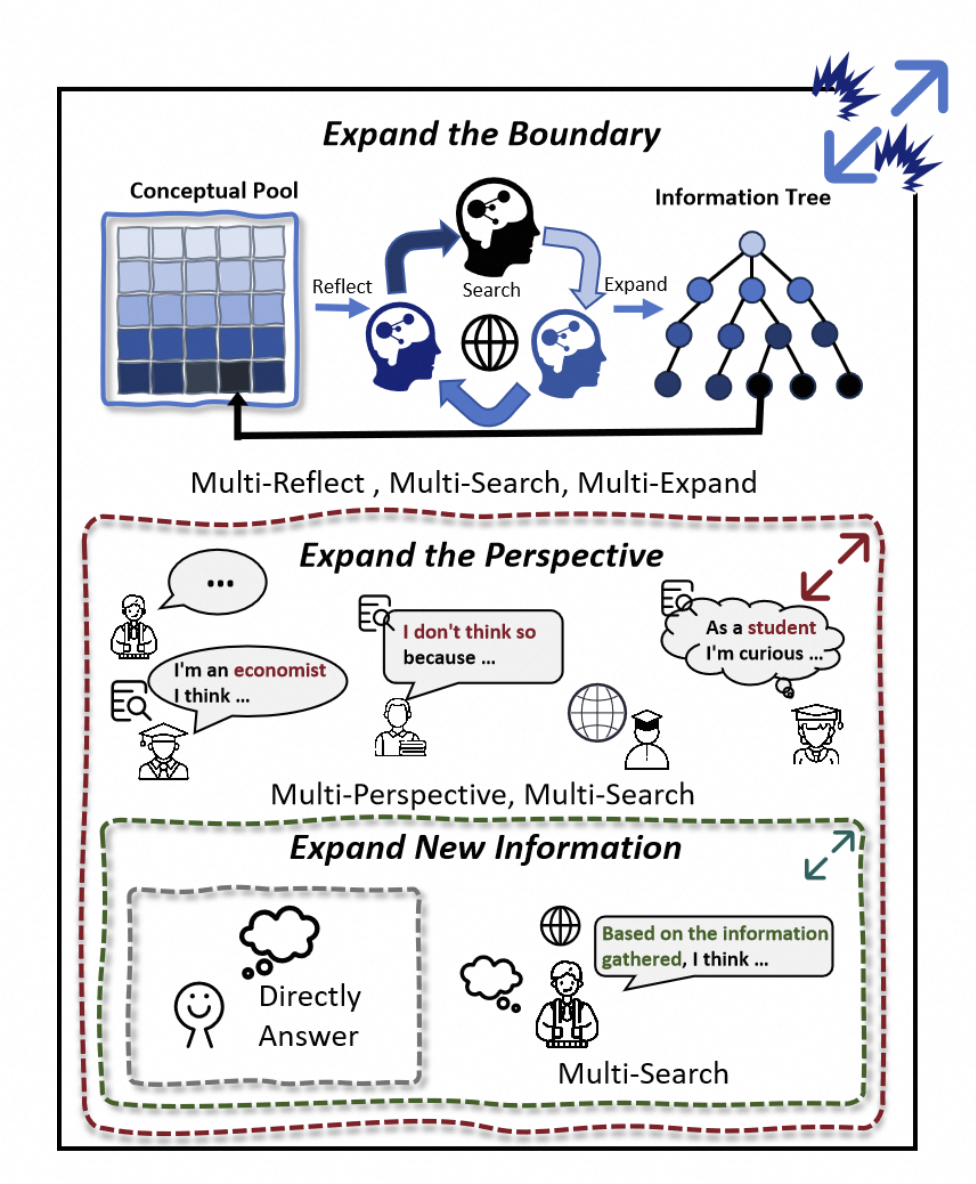 Expand the Boundary
Conceptual Pool
Information Tree
Reflect
Search
Expand
Multi-Reflect , Multi-Search, Multi-Expand
Expand the Perspective
...
I'm an economist
I think ...
I don't think so
because ...
As a student
I'm curious ...
Multi-Perspective, Multi-Search
Expand New Information
Directly
Answer
Based on the information
gathered, I think ...
Multi-Search